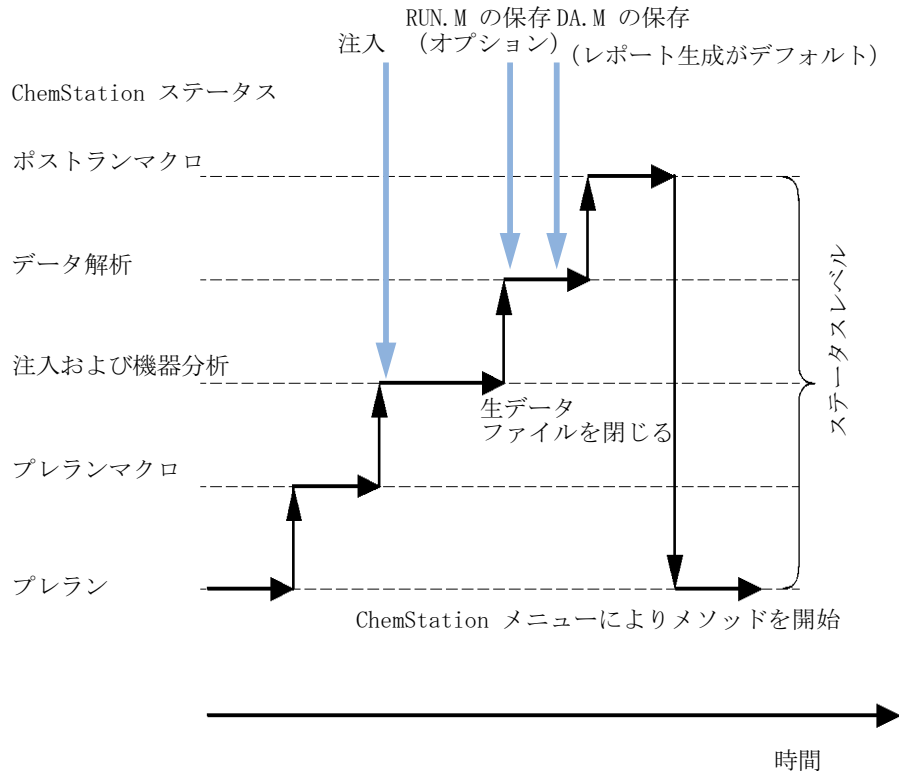 RUN.M の保存 DA.M の保存
注入 （オプション） （レポート生成がデフォルト）
ChemStation ステータス
ポストランマクロ
データ解析
注入および機器分析
生データ
ファイルを閉じる
プレランマクロ
プレラン
ChemStation メニューによりメソッドを開始
ステータスレベル
時間